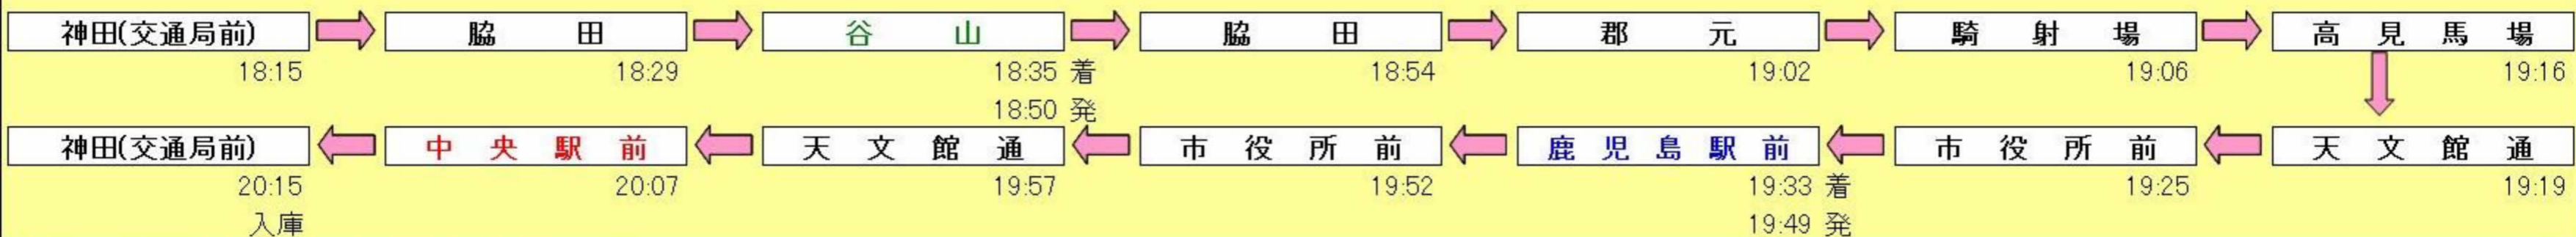 神田(交通局前) 脇田 谷山 脇田 郡元 騎射場 高見馬場
18:15 18:29 18:35 着 18:54 19:02 19:06 19:16
18:50 発
神田(交通局前) 中央駅前 天文館通 市役所前 鹿児島駅前 市役所前 天文館通
20:15 20:07 19:57 19:52 19:33 着 19:25 19:19
入庫 19:49 発